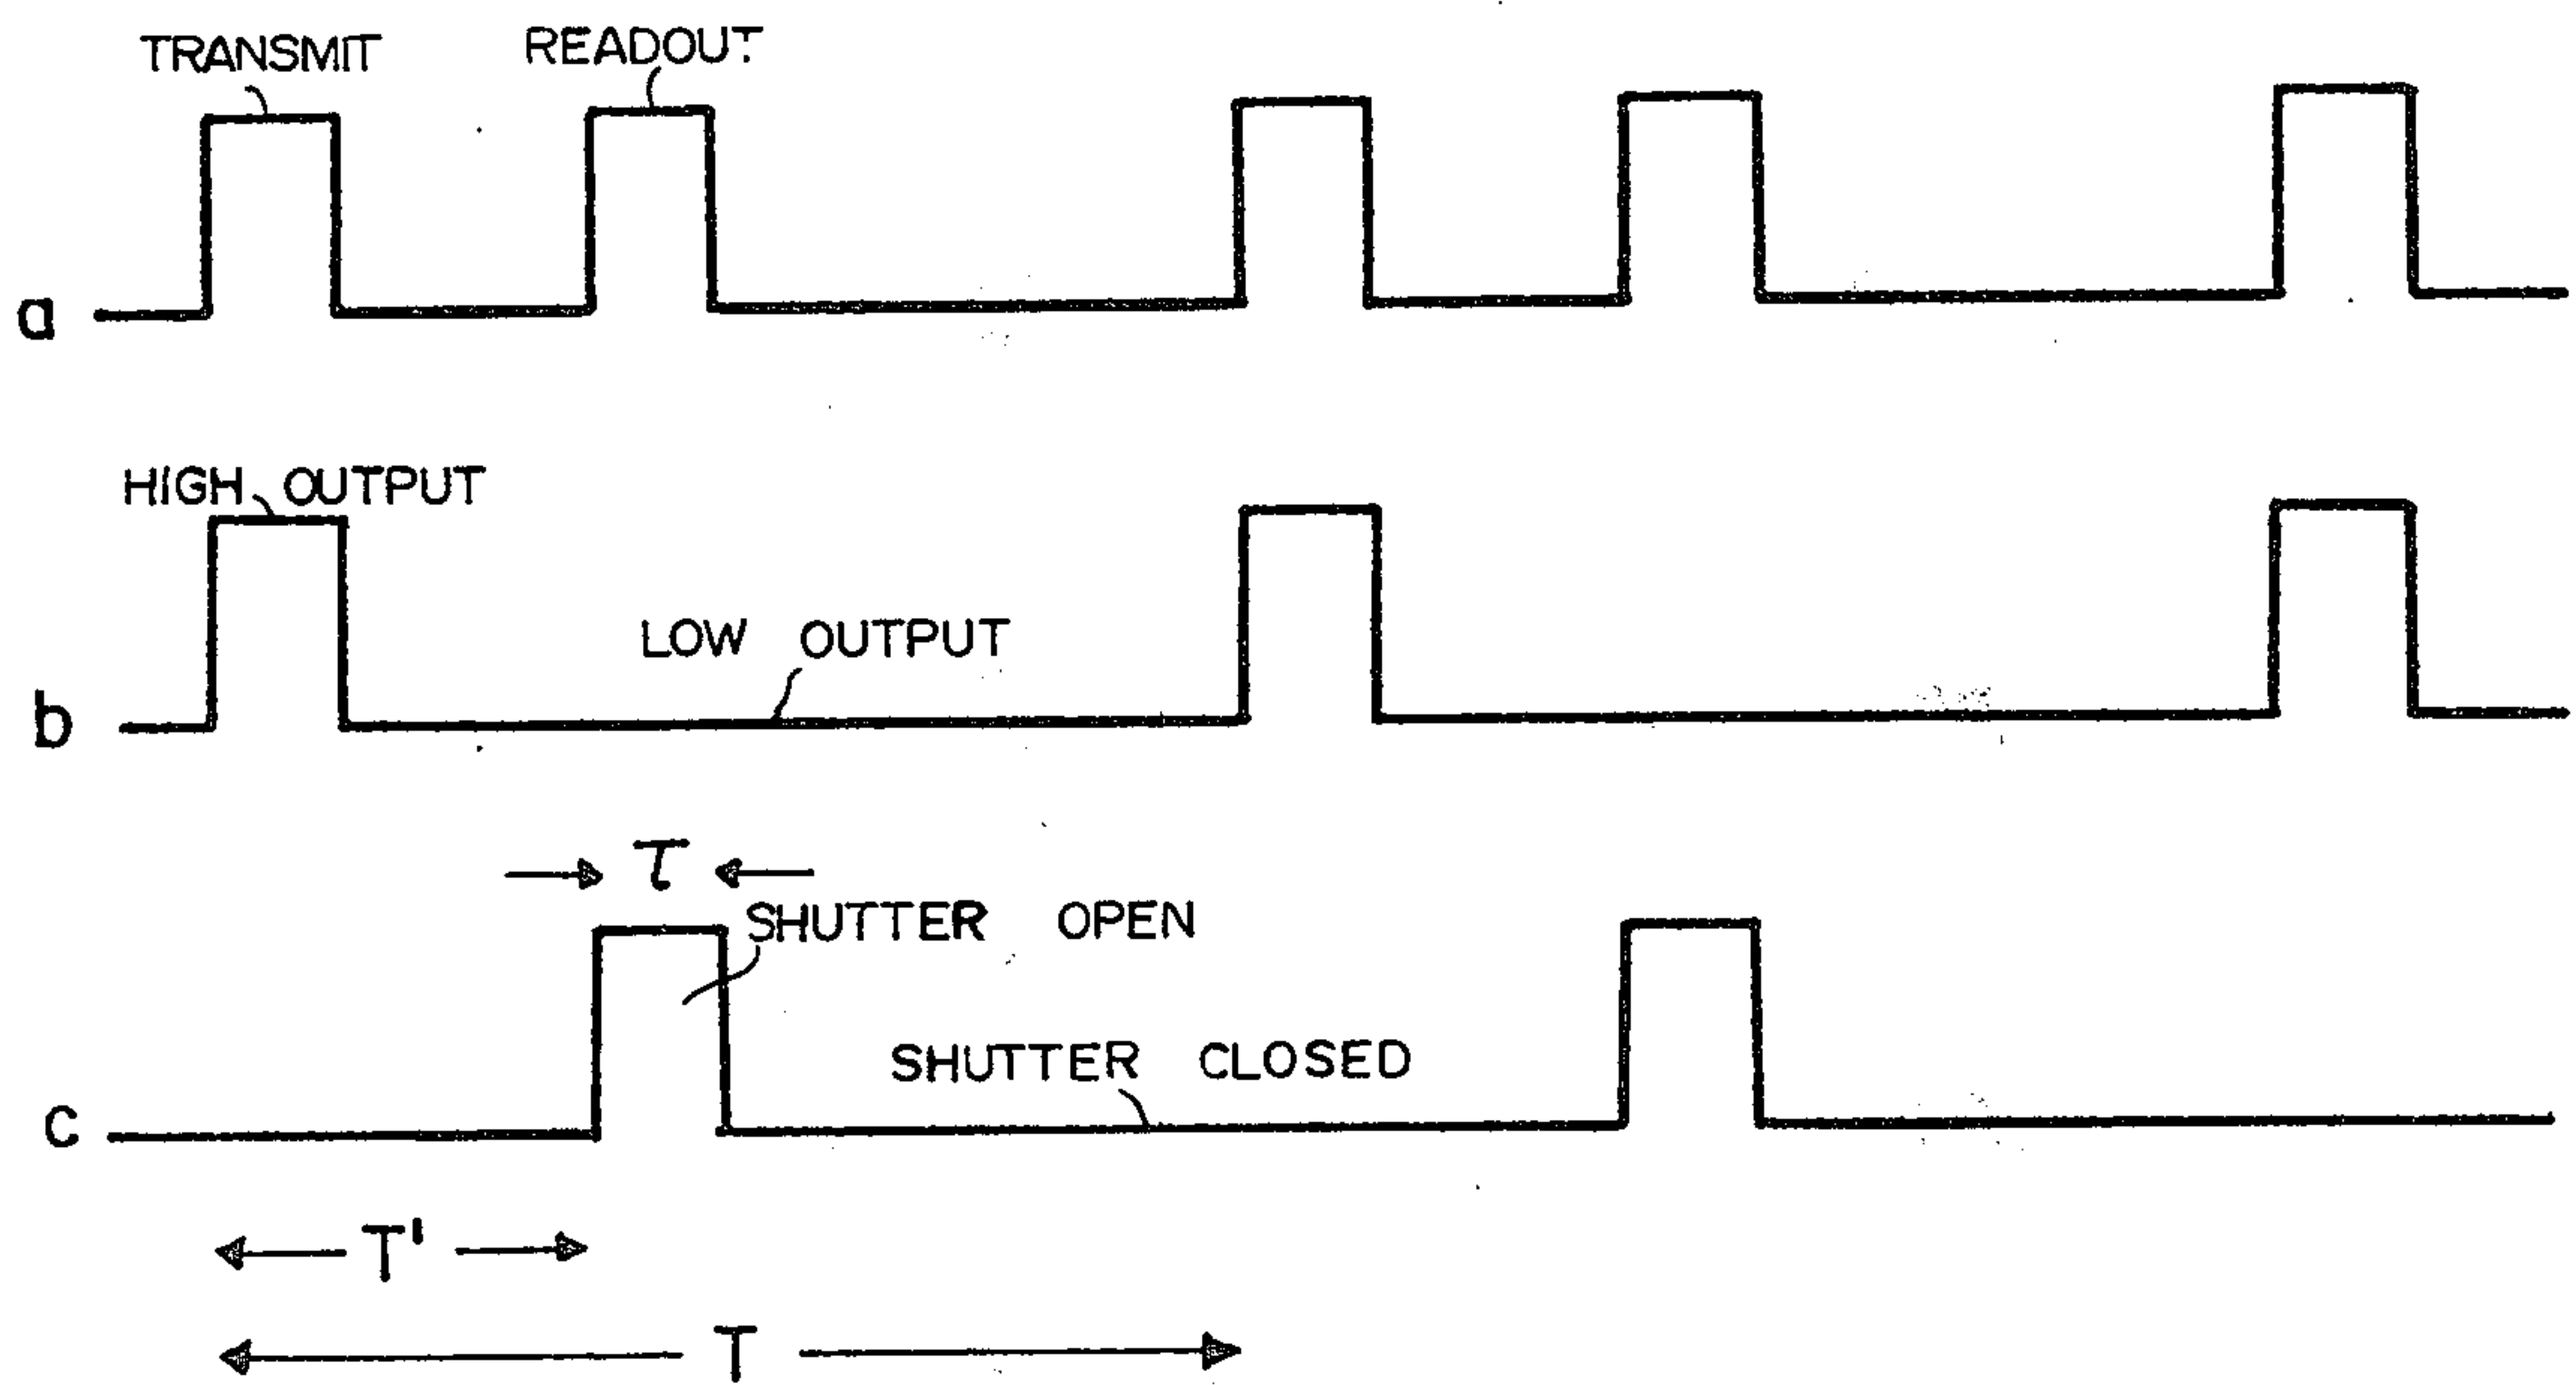 TRANSMIT
READOUT
a
HIGH OUTPUT
LOW OUTPUT
b
τ
SHUTTER OPEN
SHUTTER CLOSED
c
T'
T